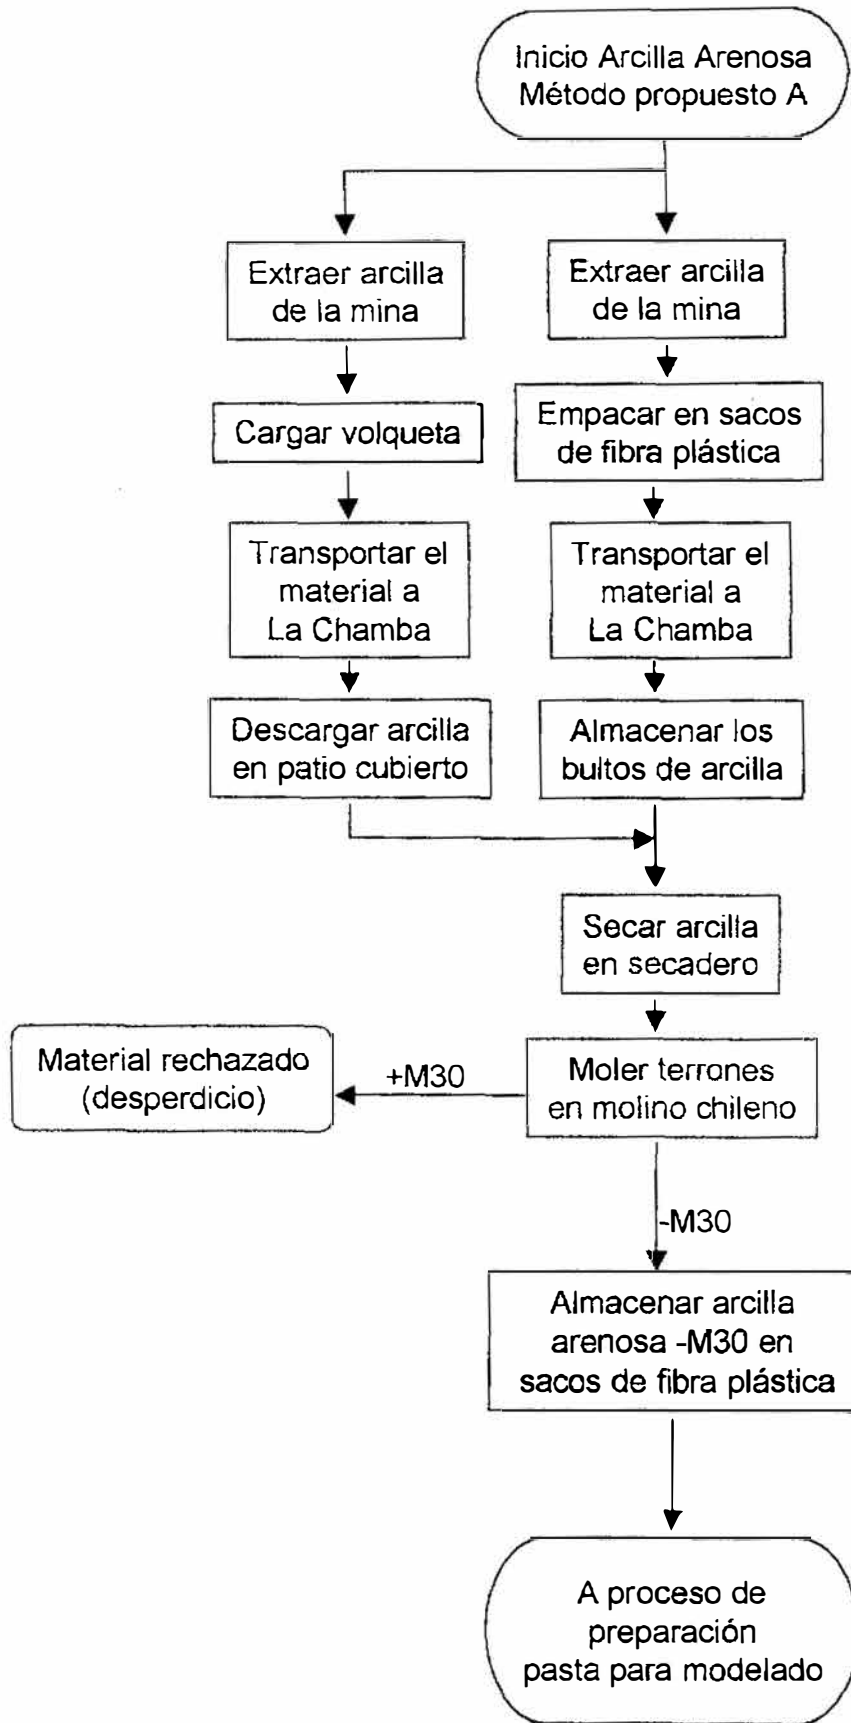 Inicio Arcilla Arenosa
Método propuesto A
Extraer arcilla
de la mina
Extraer arcilla
de la mina
Cargar volqueta
Empacar en sacos
de fibra plástica
Transportar el
material a
La Chamba
Transportar el
material a
La Chamba
Descargar arcilla
en patio cubierto
Almacenar los
bultos de arcilla
Secar arcilla
en secadero
Material rechazado
(desperdicio)
+M30
Moler terrones
en molino chileno
-M30
Almacenar arcilla
arenosa -M30 en
sacos de fibra plástica
A proceso de
preparación
pasta para modelado